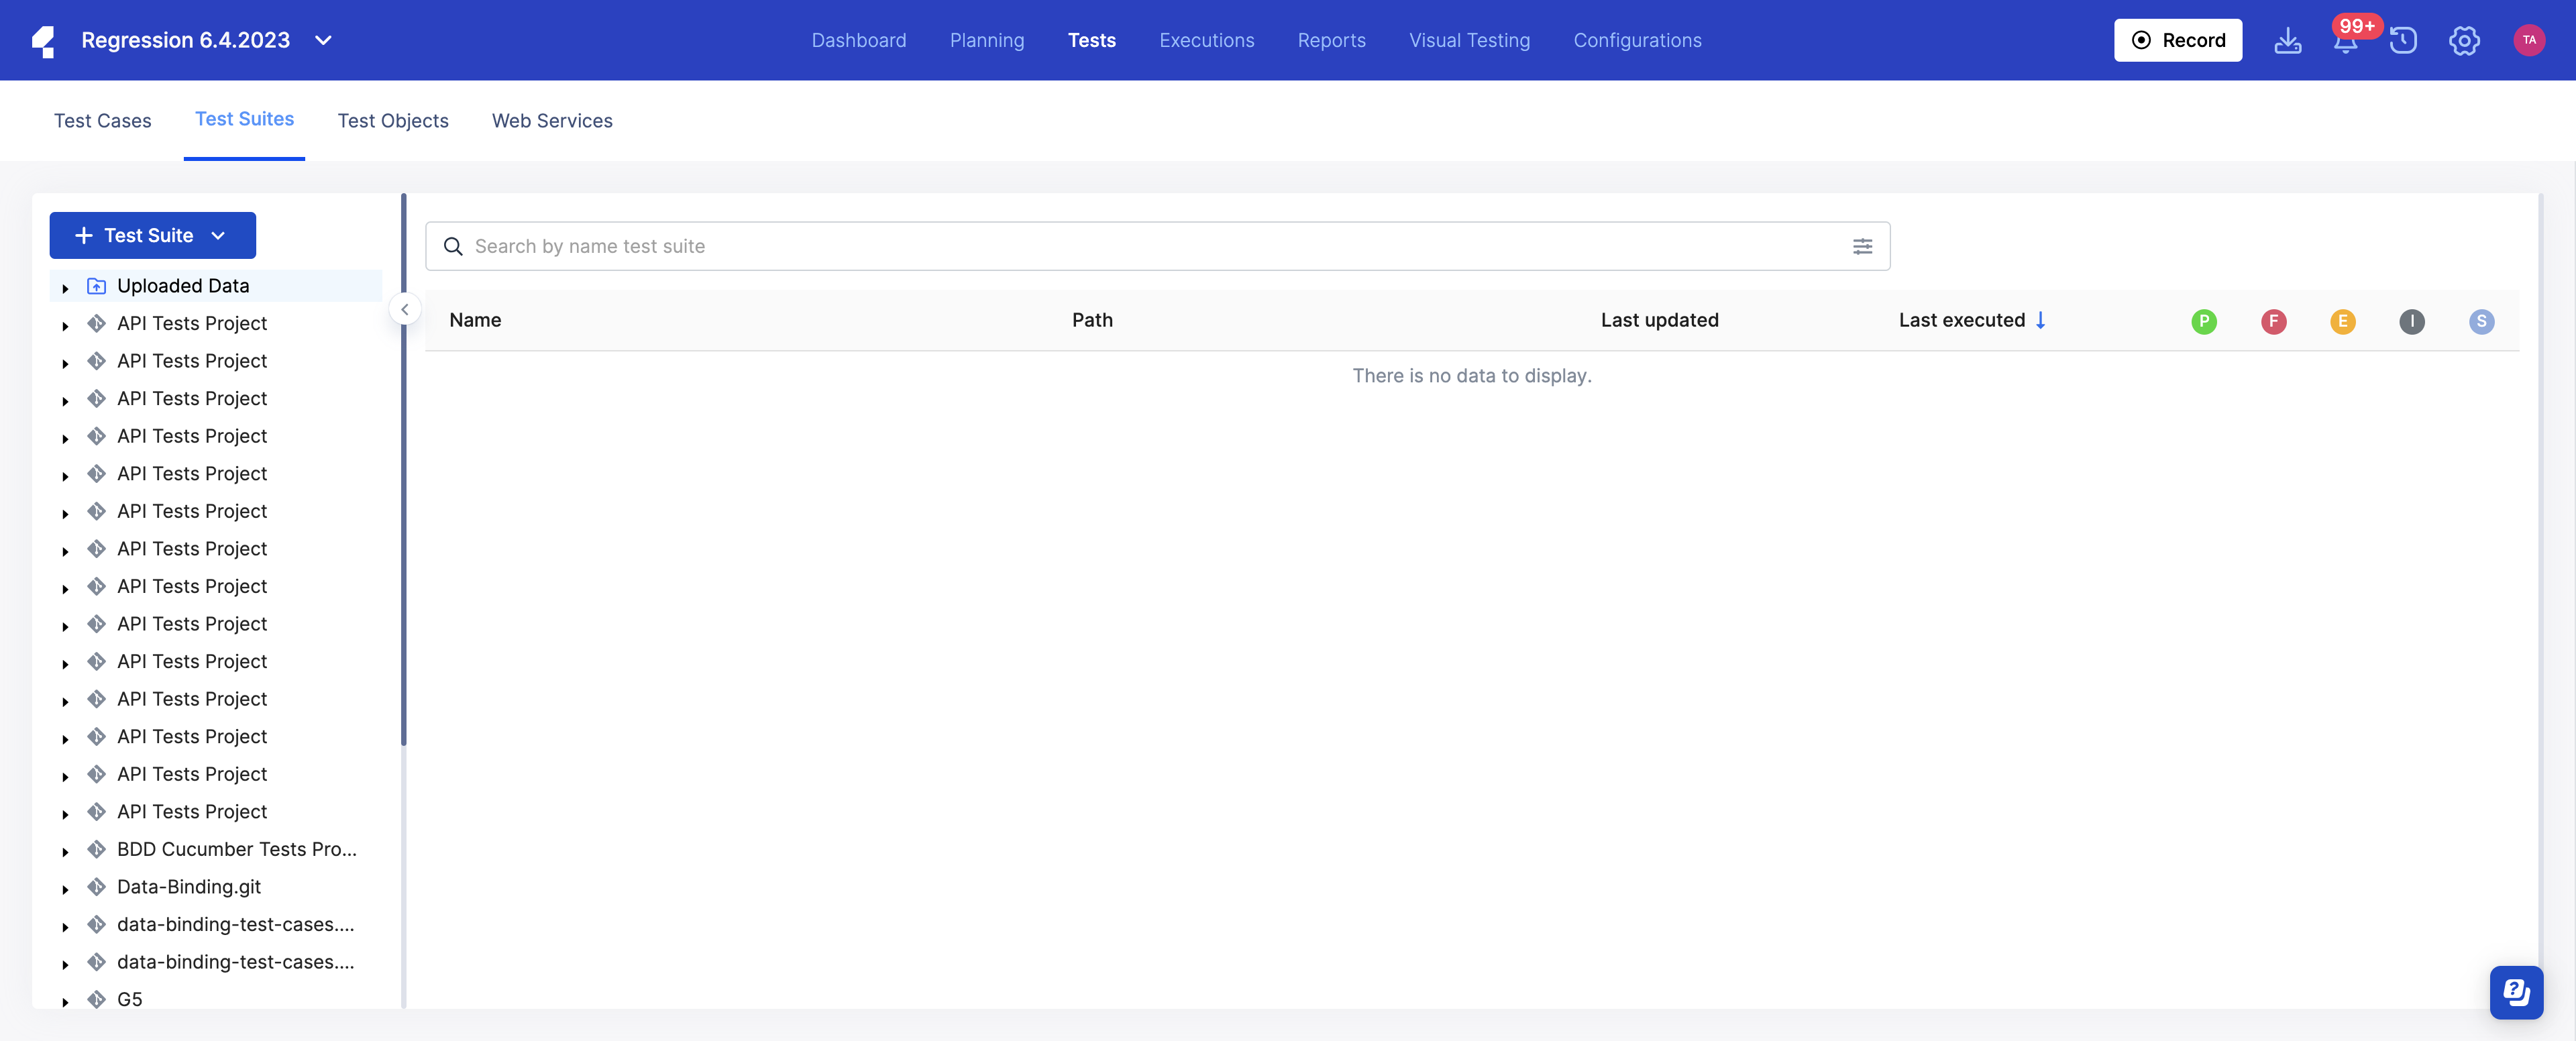 Regression 6.4.2023
Dashboard Planning Tests Executions Reports Visual Testing Configurations
Record
99+
TA
Test Cases Test Suites Test Objects Web Services
Test Suite
Search by name test suite
Uploaded Data
API Tests Project
API Tests Project
API Tests Project
API Tests Project
API Tests Project
API Tests Project
API Tests Project
API Tests Project
API Tests Project
API Tests Project
API Tests Project
API Tests Project
API Tests Project
API Tests Project
BDD Cucumber Tests Pro...
Data-Binding.git
data-binding-test-cases....
data-binding-test-cases....
G5
Name Path Last updated Last executed P F E I S
There is no data to display.
?